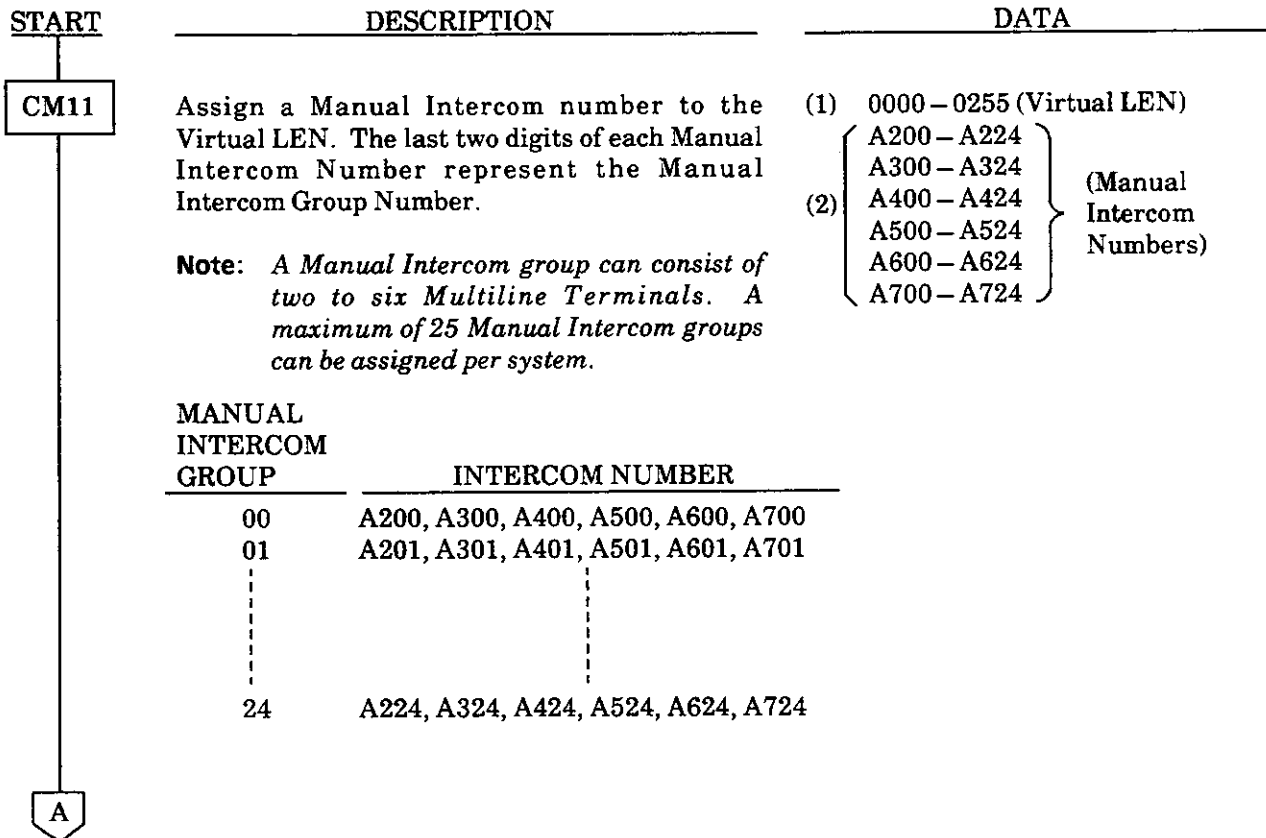 START DESCRIPTION DATA
CM11
Assign a Manual Intercom number to the
Virtual LEN. The last two digits of each Manual
Intercom Number represent the Manual
Intercom Group Number.
Note: A Manual Intercom group can consist of
two to six Multiline Terminals. A
maximum of 25 Manual Intercom groups
can be assigned per system.
(1) 0000 – 0255 (Virtual LEN)
(2)
A200 – A224
A300 – A324
A400 – A424
A500 – A524
A600 – A624
A700 – A724
(Manual
Intercom
Numbers)
MANUAL
INTERCOM
GROUP INTERCOM NUMBER
00 A200, A300, A400, A500, A600, A700
01 A201, A301, A401, A501, A601, A701
24 A224, A324, A424, A524, A624, A724
A